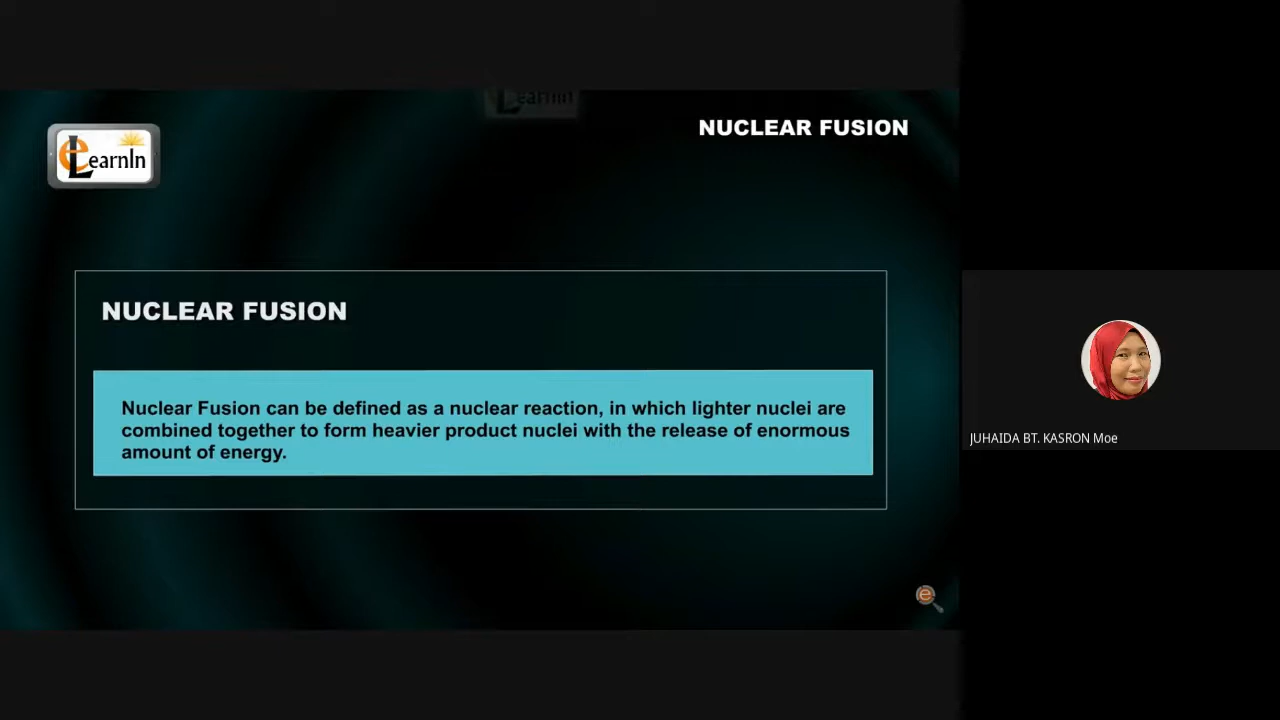 earnIn
NUCLEAR FUSION
eLearnIn
NUCLEAR FUSION
Nuclear Fusion can be defined as a nuclear reaction, in which lighter nuclei are
combined together to form heavier product nuclei with the release of enormous
amount of energy.
e
JUHAIDA BT. KASRON Moe